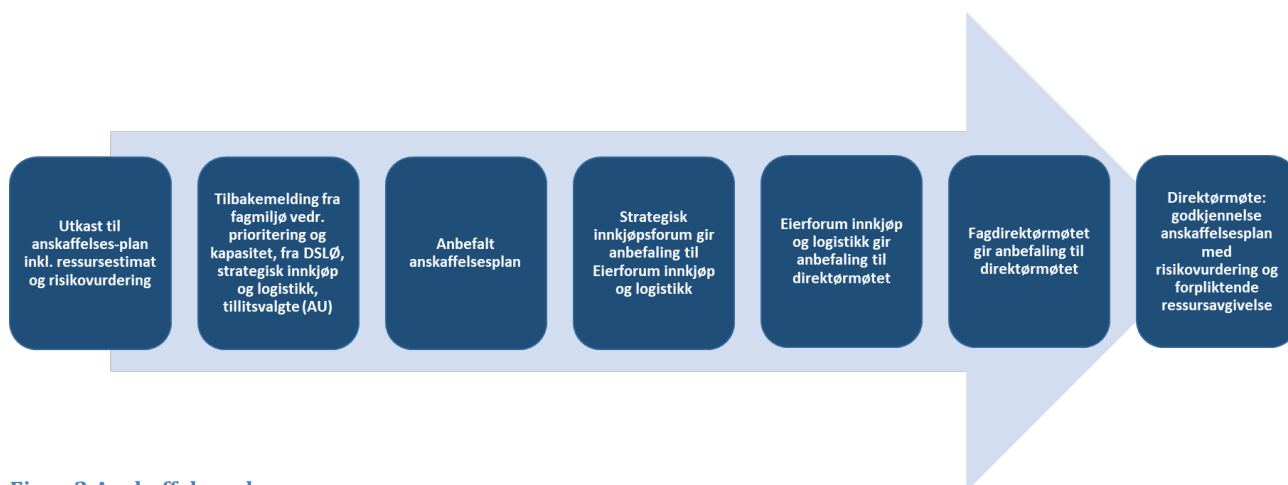 Utkast til
anskaffelses-plan
inkl. ressursestimat
og risikovurdering
Tilbakemelding fra
fagmiljø vedr.
prioritering og
kapasitet, fra DSLØ,
strategisk innkjøp
og logistikk,
tillitsvalgte (AU)
Anbefalt
anskaffelsesplan
Strategisk
innkjøpsforum gir
anbefaling til
Eierforum innkjøp
og logistikk
Eierforum innkjøp
og logistikk gir
anbefaling til
direktørmøtet
Fagdirektørmøtet
gir anbefaling til
direktørmøtet
Direktørmøte:
godkjennelse
anskaffelsesplan
med
risikovurdering og
forpliktende
ressursavgivelse